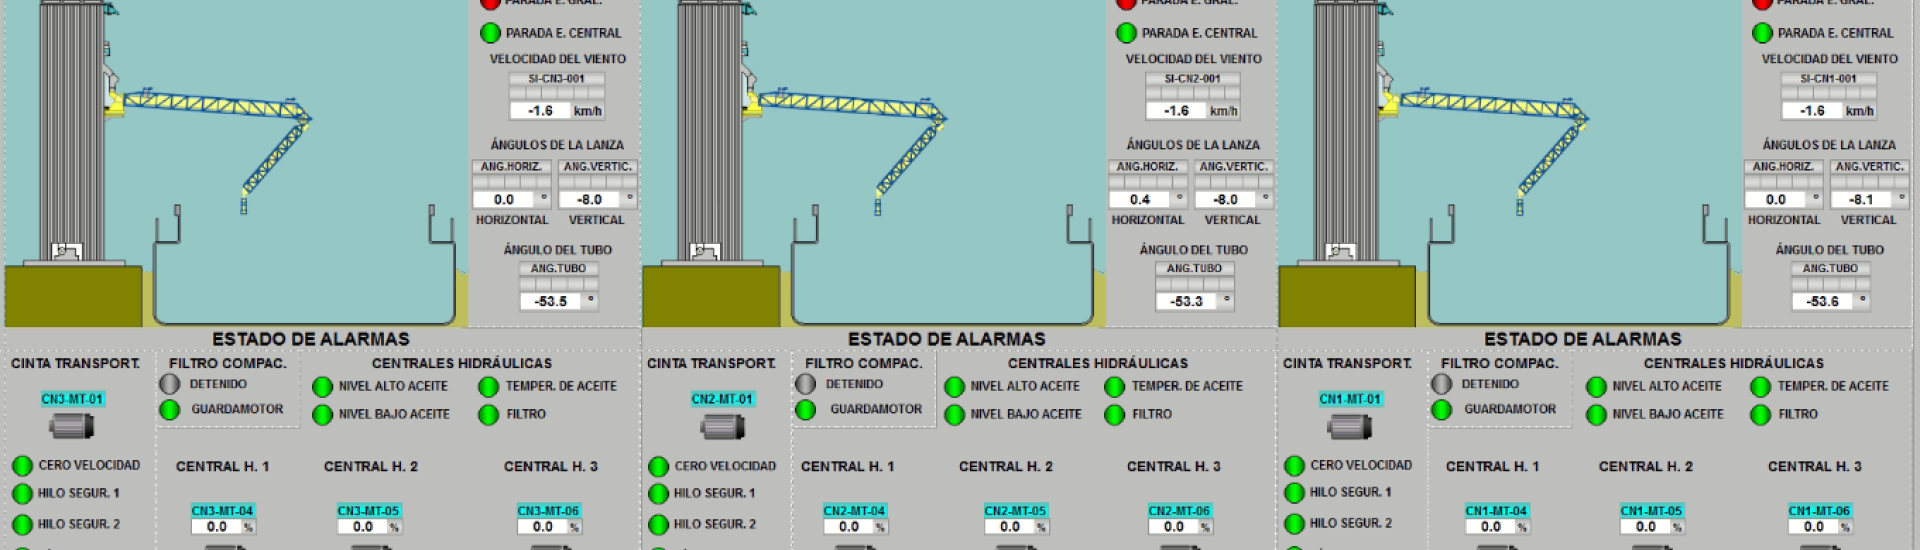 PARADA E. GRAL.
PARADA E. CENTRAL
VELOCIDAD DEL VIENTO
SI-CN3-001
-1.6 km/h
ÁNGULOS DE LA LANZA
ANG.HORIZ. ANG.VERTIC.
0.0 ° -8.0 °
HORIZONTAL VERTICAL
ÁNGULO DEL TUBO
ANG.TUBO
-53.5 °
ESTADO DE ALARMAS
CINTA TRANSPORT. FILTRO COMPAC. CENTRALES HIDRÁULICAS
DETENIDO NIVEL ALTO ACEITE TEMPER. DE ACEITE
CN3-MT-01
GUARDAMOTOR NIVEL BAJO ACEITE FILTRO
CERO VELOCIDAD CENTRAL H. 1 CENTRAL H. 2 CENTRAL H. 3
HILO SEGUR. 1
CN3-MT-04 CN3-MT-05 CN3-MT-06
HILO SEGUR. 2 0.0 % 0.0 % 0.0 %
PARADA E. GRAL.
PARADA E. CENTRAL
VELOCIDAD DEL VIENTO
SI-CN2-001
-1.6 km/h
ÁNGULOS DE LA LANZA
ANG.HORIZ. ANG.VERTIC.
0.4 ° -8.0 °
HORIZONTAL VERTICAL
ÁNGULO DEL TUBO
ANG.TUBO
-53.3 °
ESTADO DE ALARMAS
CINTA TRANSPORT. FILTRO COMPAC. CENTRALES HIDRÁULICAS
DETENIDO NIVEL ALTO ACEITE TEMPER. DE ACEITE
CN2-MT-01
GUARDAMOTOR NIVEL BAJO ACEITE FILTRO
CERO VELOCIDAD CENTRAL H. 1 CENTRAL H. 2 CENTRAL H. 3
HILO SEGUR. 1
CN2-MT-04 CN2-MT-05 CN2-MT-06
HILO SEGUR. 2 0.0 % 0.0 % 0.0 %
PARADA E. GRAL.
PARADA E. CENTRAL
VELOCIDAD DEL VIENTO
SI-CN1-001
-1.6 km/h
ÁNGULOS DE LA LANZA
ANG.HORIZ. ANG.VERTIC.
0.0 ° -8.1 °
HORIZONTAL VERTICAL
ÁNGULO DEL TUBO
ANG.TUBO
-53.6 °
ESTADO DE ALARMAS
CINTA TRANSPORT. FILTRO COMPAC. CENTRALES HIDRÁULICAS
DETENIDO NIVEL ALTO ACEITE TEMPER. DE ACEITE
CN1-MT-01
GUARDAMOTOR NIVEL BAJO ACEITE FILTRO
CERO VELOCIDAD CENTRAL H. 1 CENTRAL H. 2 CENTRAL H. 3
HILO SEGUR. 1
CN1-MT-04 CN1-MT-05 CN1-MT-06
HILO SEGUR. 2 0.0 % 0.0 % 0.0 %